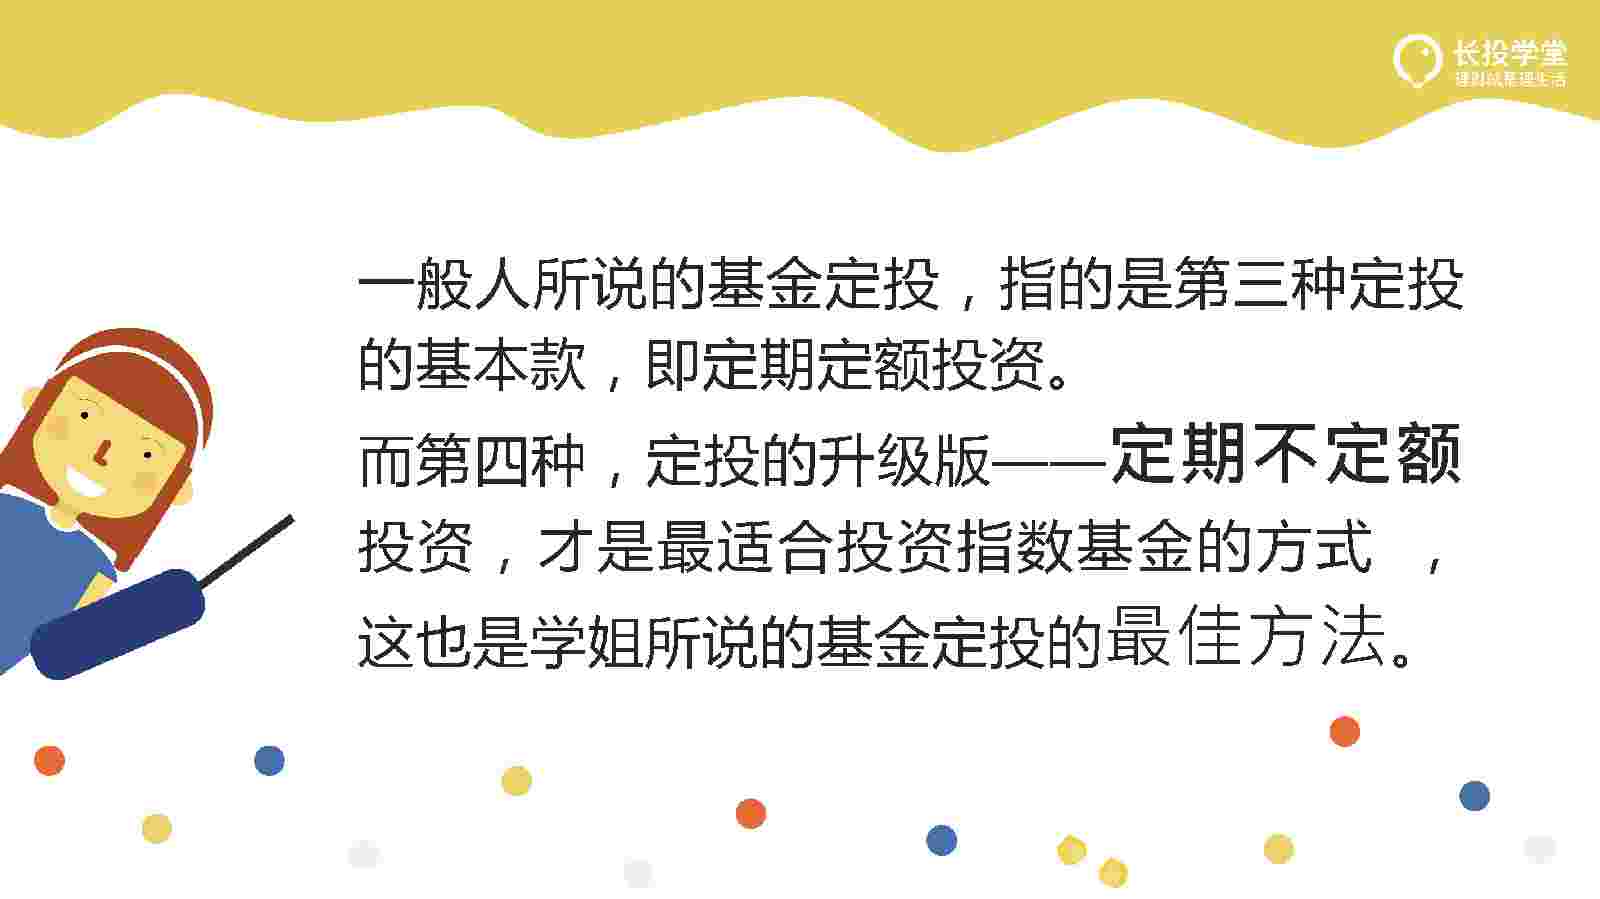 长投学堂
理财就是理生活
一般人所说的基金定投，指的是第三种定投
的基本款，即定期定额投资。
而第四种，定投的升级版——定期不定额
投资，才是最适合投资指数基金的方式 ，
这也是学姐所说的基金定投的最佳方法。